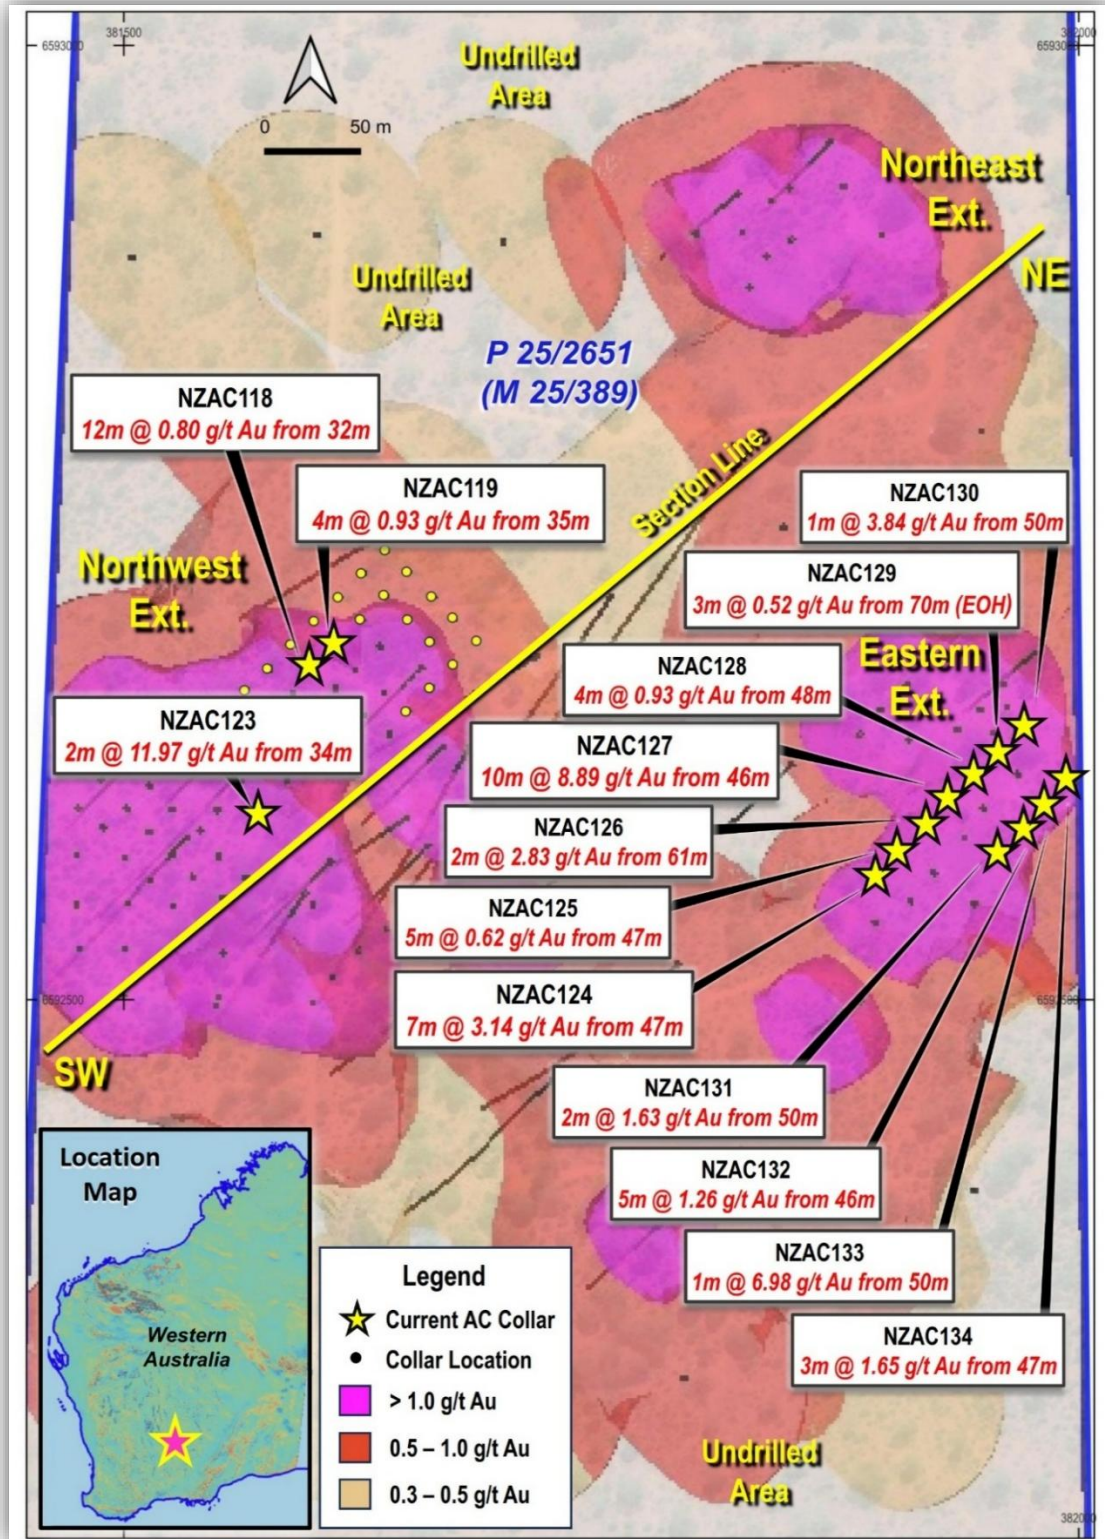 381500
382000
6593000
6593000
Undrilled
Area
0 50 m
Northeast
Ext.
NE
Undrilled
Area
P 25/2651
(M 25/389)
NZAC118
12m @ 0.80 g/t Au from 32m
Section Line
NZAC119
4m @ 0.93 g/t Au from 35m
NZAC130
1m @ 3.84 g/t Au from 50m
Northwest
Ext.
NZAC129
3m @ 0.52 g/t Au from 70m (EOH)
Eastern
Ext.
NZAC128
4m @ 0.93 g/t Au from 48m
NZAC123
2m @ 11.97 g/t Au from 34m
NZAC127
10m @ 8.89 g/t Au from 46m
NZAC126
2m @ 2.83 g/t Au from 61m
NZAC125
5m @ 0.62 g/t Au from 47m
NZAC124
7m @ 3.14 g/t Au from 47m
6592500
6592500
SW
NZAC131
2m @ 1.63 g/t Au from 50m
NZAC132
5m @ 1.26 g/t Au from 46m
NZAC133
1m @ 6.98 g/t Au from 50m
NZAC134
3m @ 1.65 g/t Au from 47m
Location
Map
Western
Australia
Legend
Current AC Collar
Collar Location
> 1.0 g/t Au
0.5 – 1.0 g/t Au
0.3 – 0.5 g/t Au
Undrilled
Area
382000